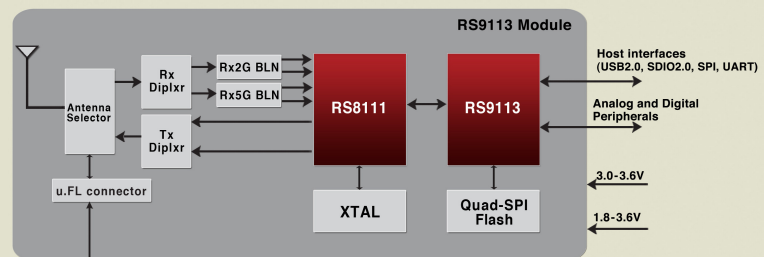 RS9113 Module
Host interfaces
(USB2.0, SDIO2.0, SPI, UART)
Rx
Diplxr
Rx2G BLN
Rx5G BLN
Antenna
Selector
RS8111
RS9113
Analog and Digital
Peripherals
Tx
Diplxr
u.FL connector
XTAL
Quad-SPI
Flash
3.0-3.6V
1.8-3.6V